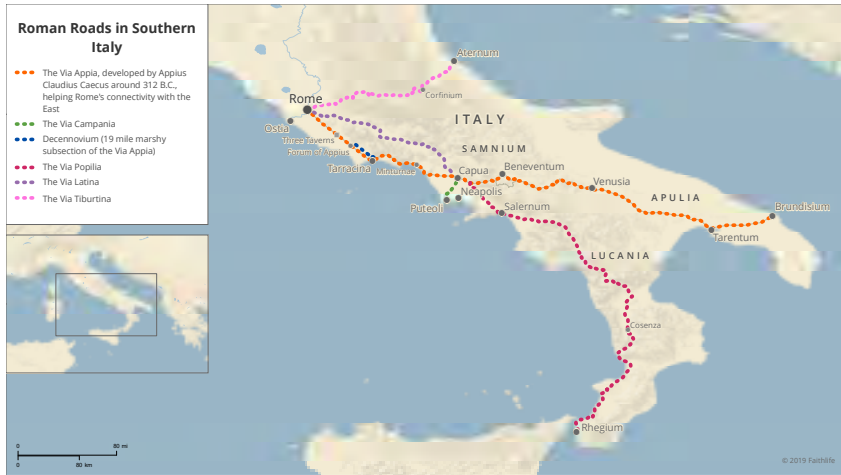 Roman Roads in Southern
Italy
The Via Appia, developed by Appius
Claudius Caecus around 312 B.C.,
helping Rome's connectivity with the
East
The Via Campania
Decennovium (19 mile marshy
subsection of the Via Appia)
The Via Popilia
The Via Latina
The Via Tiburtina
Aternum
Corfinium
Rome
Ostia
ITALY
Three Taverns
SAMNIUM
Forum of Appius
Tarracina
Minturnae
Capua
Beneventum
Venusia
Neapolis
APULIA
Puteoli
Salernum
Brundisium
Tarentum
LUCANIA
Cosenza
Rhegium
0 80 mi
0 80 km
© 2019 Faithlife